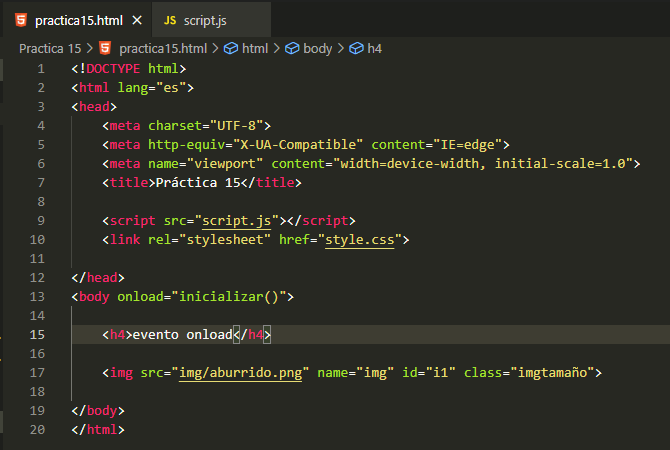 practica15.html
JS script.js
Practica 15 > practica15.html > html > body > h4
1 <!DOCTYPE html>
2 <html lang="es">
3 <head>
4 <meta charset="UTF-8">
5 <meta http-equiv="X-UA-Compatible" content="IE=edge">
6 <meta name="viewport" content="width=device-width, initial-scale=1.0">
7 <title>Práctica 15</title>
8
9 <script src="script.js"></script>
10 <link rel="stylesheet" href="style.css">
11
12 </head>
13 <body onload="inicializar()">
14
15 <h4>evento onload</h4>
16
17 <img src="img/aburrido.png" name="img" id="i1" class="imgtamaño">
18
19 </body>
20 </html>